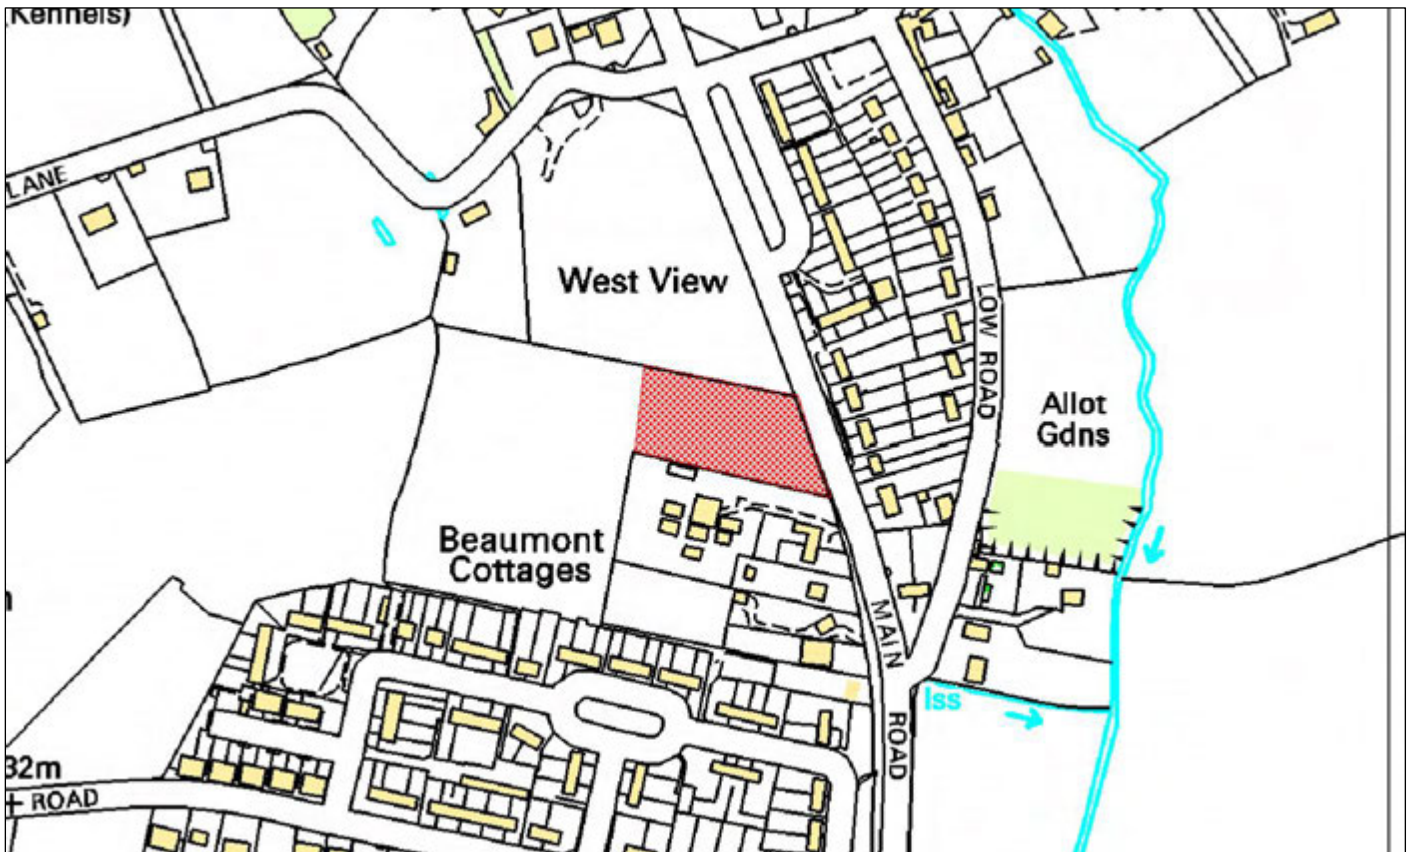 (Kennels)
LANE
West View
LOW ROAD
Allot
Gdns
Beaumont
Cottages
MAIN
ROAD
Iss
32m
ROAD